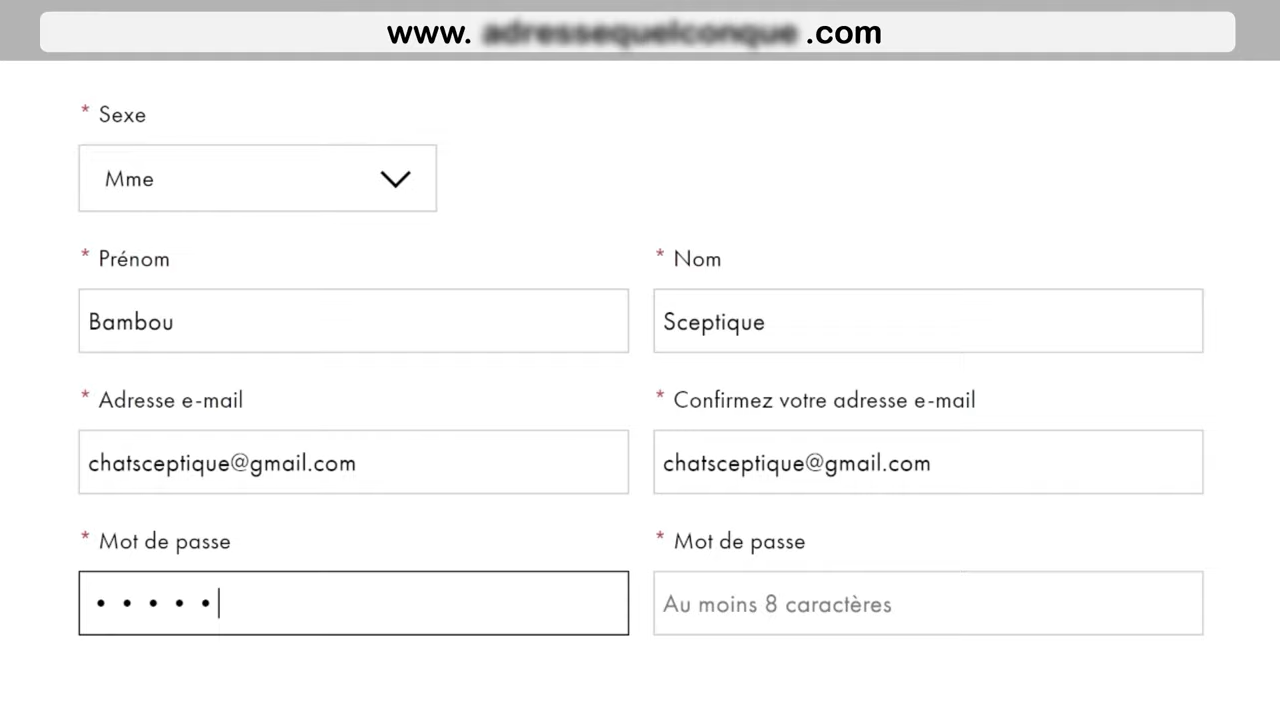 www. .com
* Sexe
Mme
* Prénom
* Nom
Bambou
Sceptique
* Adresse e-mail
* Confirmez votre adresse e-mail
chatsceptique@gmail.com
chatsceptique@gmail.com
* Mot de passe
* Mot de passe
•••••
Au moins 8 caractères